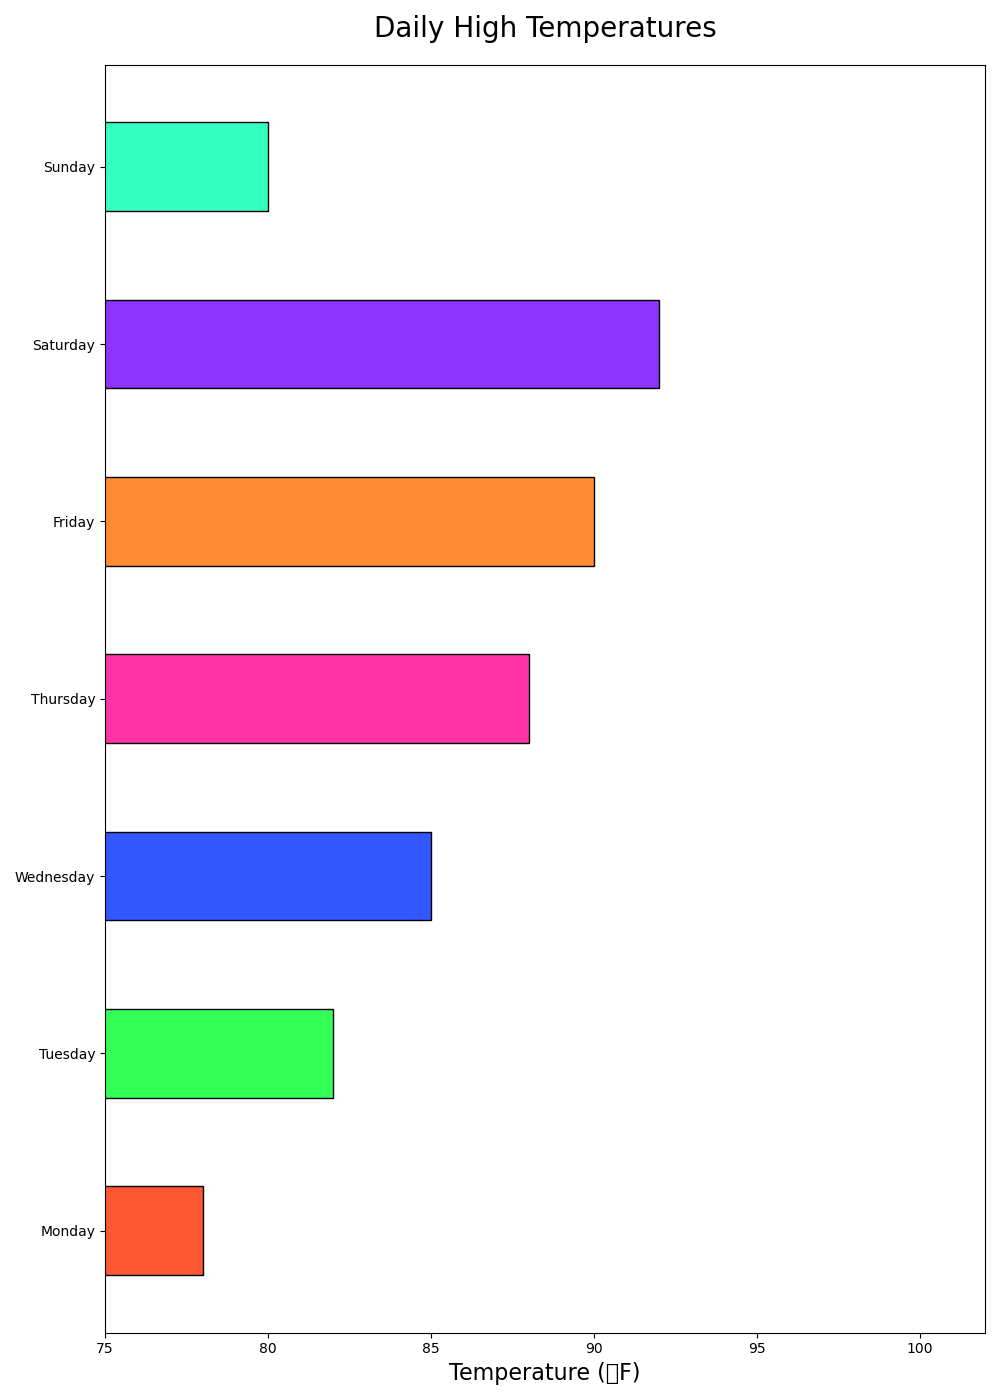 Daily High Temperatures
Sunday
Saturday
Friday
Thursday
Wednesday
Tuesday
Monday
75 80 85 90 95 100
Temperature (▯F)